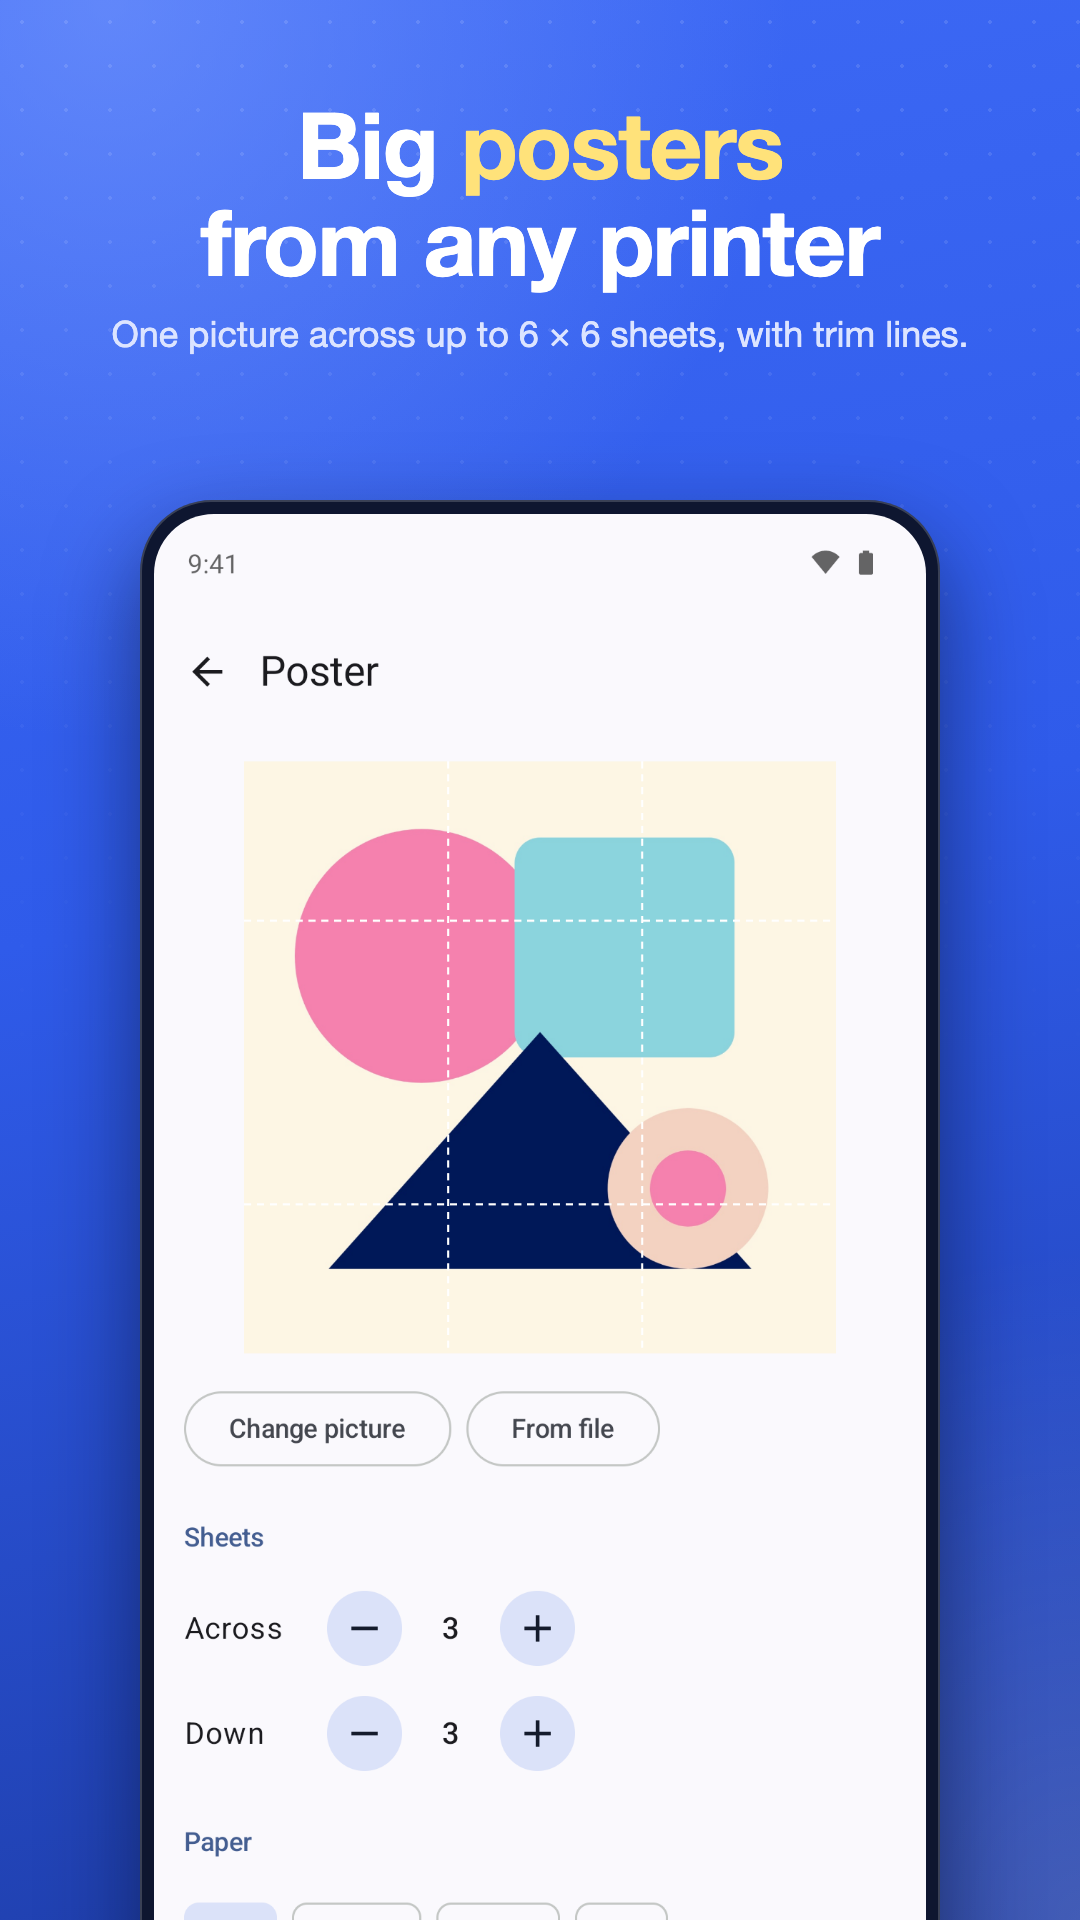 Big posters
from any printer
One picture across up to 6 × 6 sheets, with trim lines.
9:41
Poster
Change picture
From file
Sheets
Across
3
Down
3
Paper